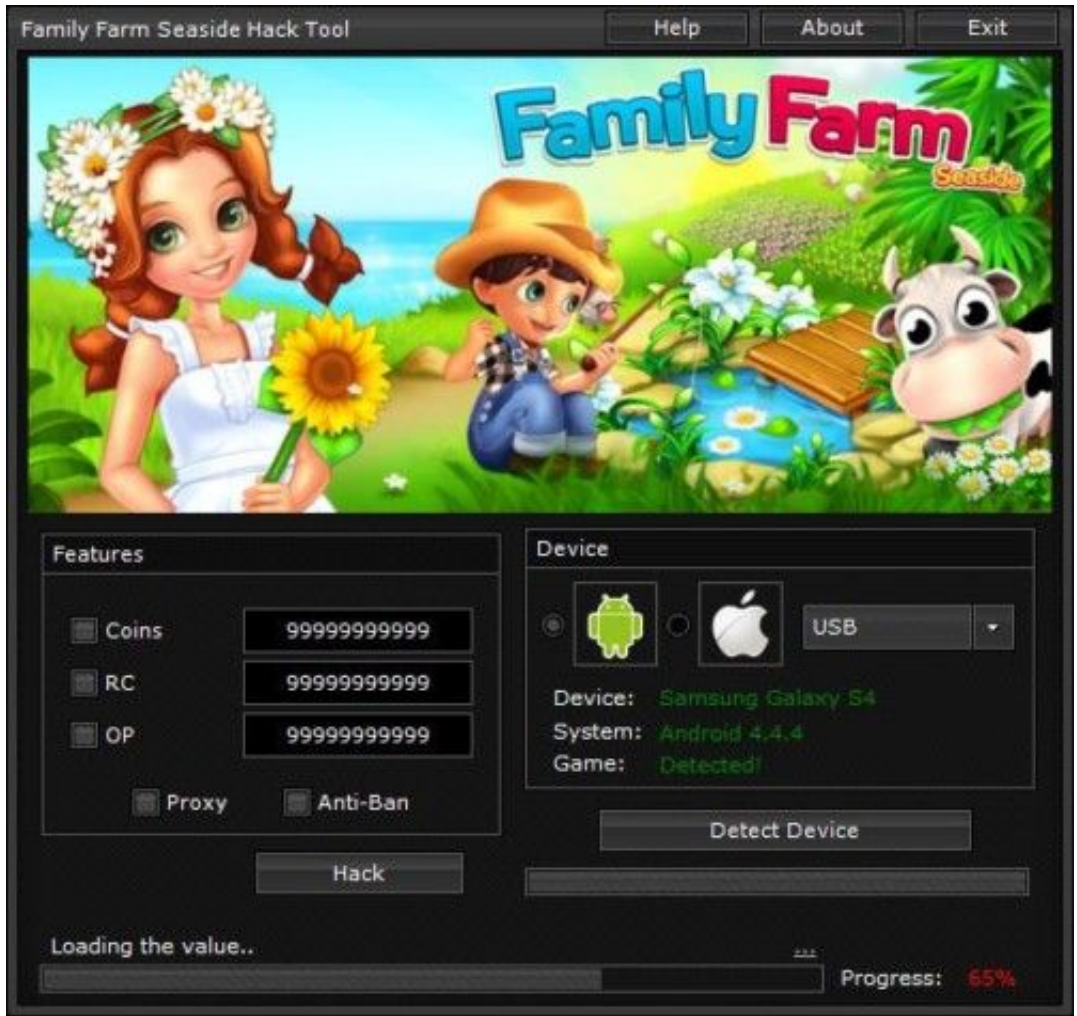 Family Farm Seaside Hack Tool
Help
About
Exit
Family Farm
Seaside
Features
Coins
99999999999
RC
99999999999
OP
99999999999
Proxy
Anti-Ban
Hack
Device
USB
Device: Samsung Galaxy S4
System: Android 4.4.4
Game: Detected!
Detect Device
Loading the value..
...
Progress: 65%